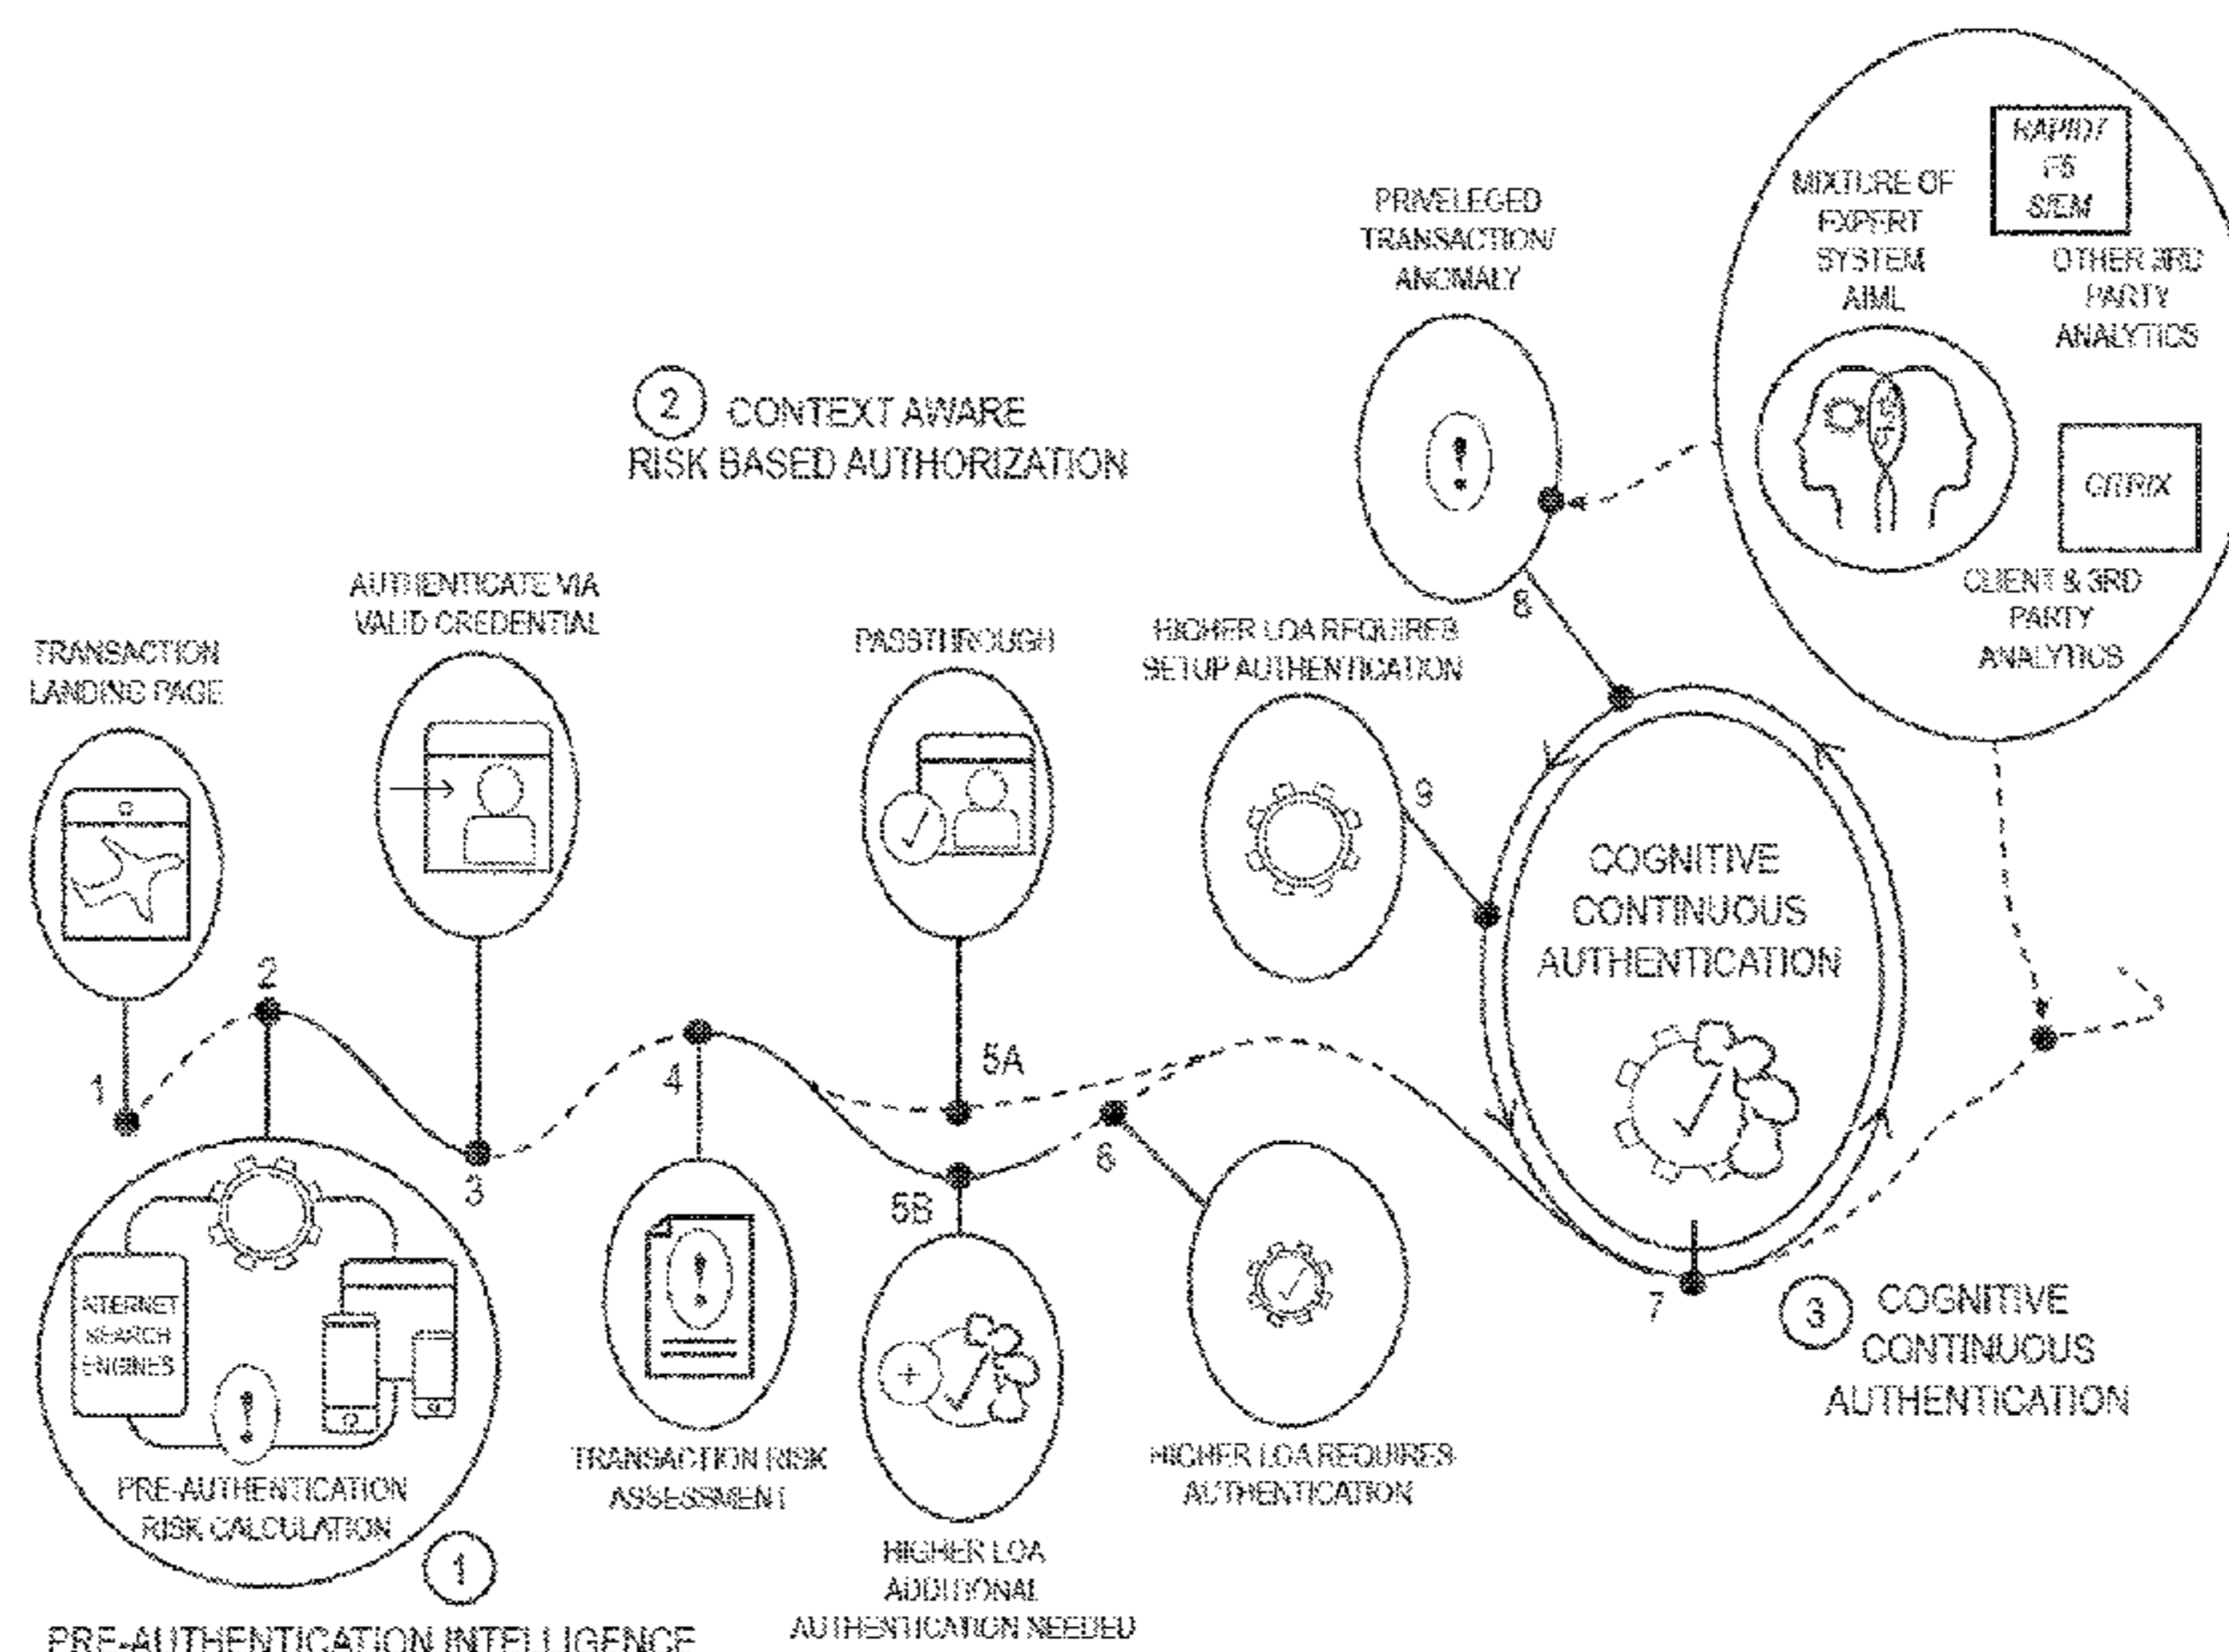 TRANSACTION
LANDING PAGE
1
2
PRE-AUTHENTICATION
RISK CALCULATION
INTERNET
SEARCH
ENGINES
1
PRE-AUTHENTICATION INTELLIGENCE
AUTHENTICATE VIA
VALID CREDENTIAL
3
2 CONTEXT AWARE
RISK BASED AUTHORIZATION
4
TRANSACTION RISK
ASSESSMENT
PASSTHROUGH
5A
5B
HIGHER LOA
ADDITIONAL
AUTHENTICATION NEEDED
6
HIGHER LOA REQUIRES
AUTHENTICATION
HIGHER LOA REQUIRES
SETUP AUTHENTICATION
9
PRIVELEGED
TRANSACTION/
ANOMALY
8
MIXTURE OF
EXPERT
SYSTEM
AIML
RAPID7
F5
SIEM
OTHER 3RD
PARTY
ANALYTICS
CITRIX
CLIENT & 3RD
PARTY
ANALYTICS
COGNITIVE
CONTINUOUS
AUTHENTICATION
7
3 COGNITIVE
CONTINUOUS
AUTHENTICATION